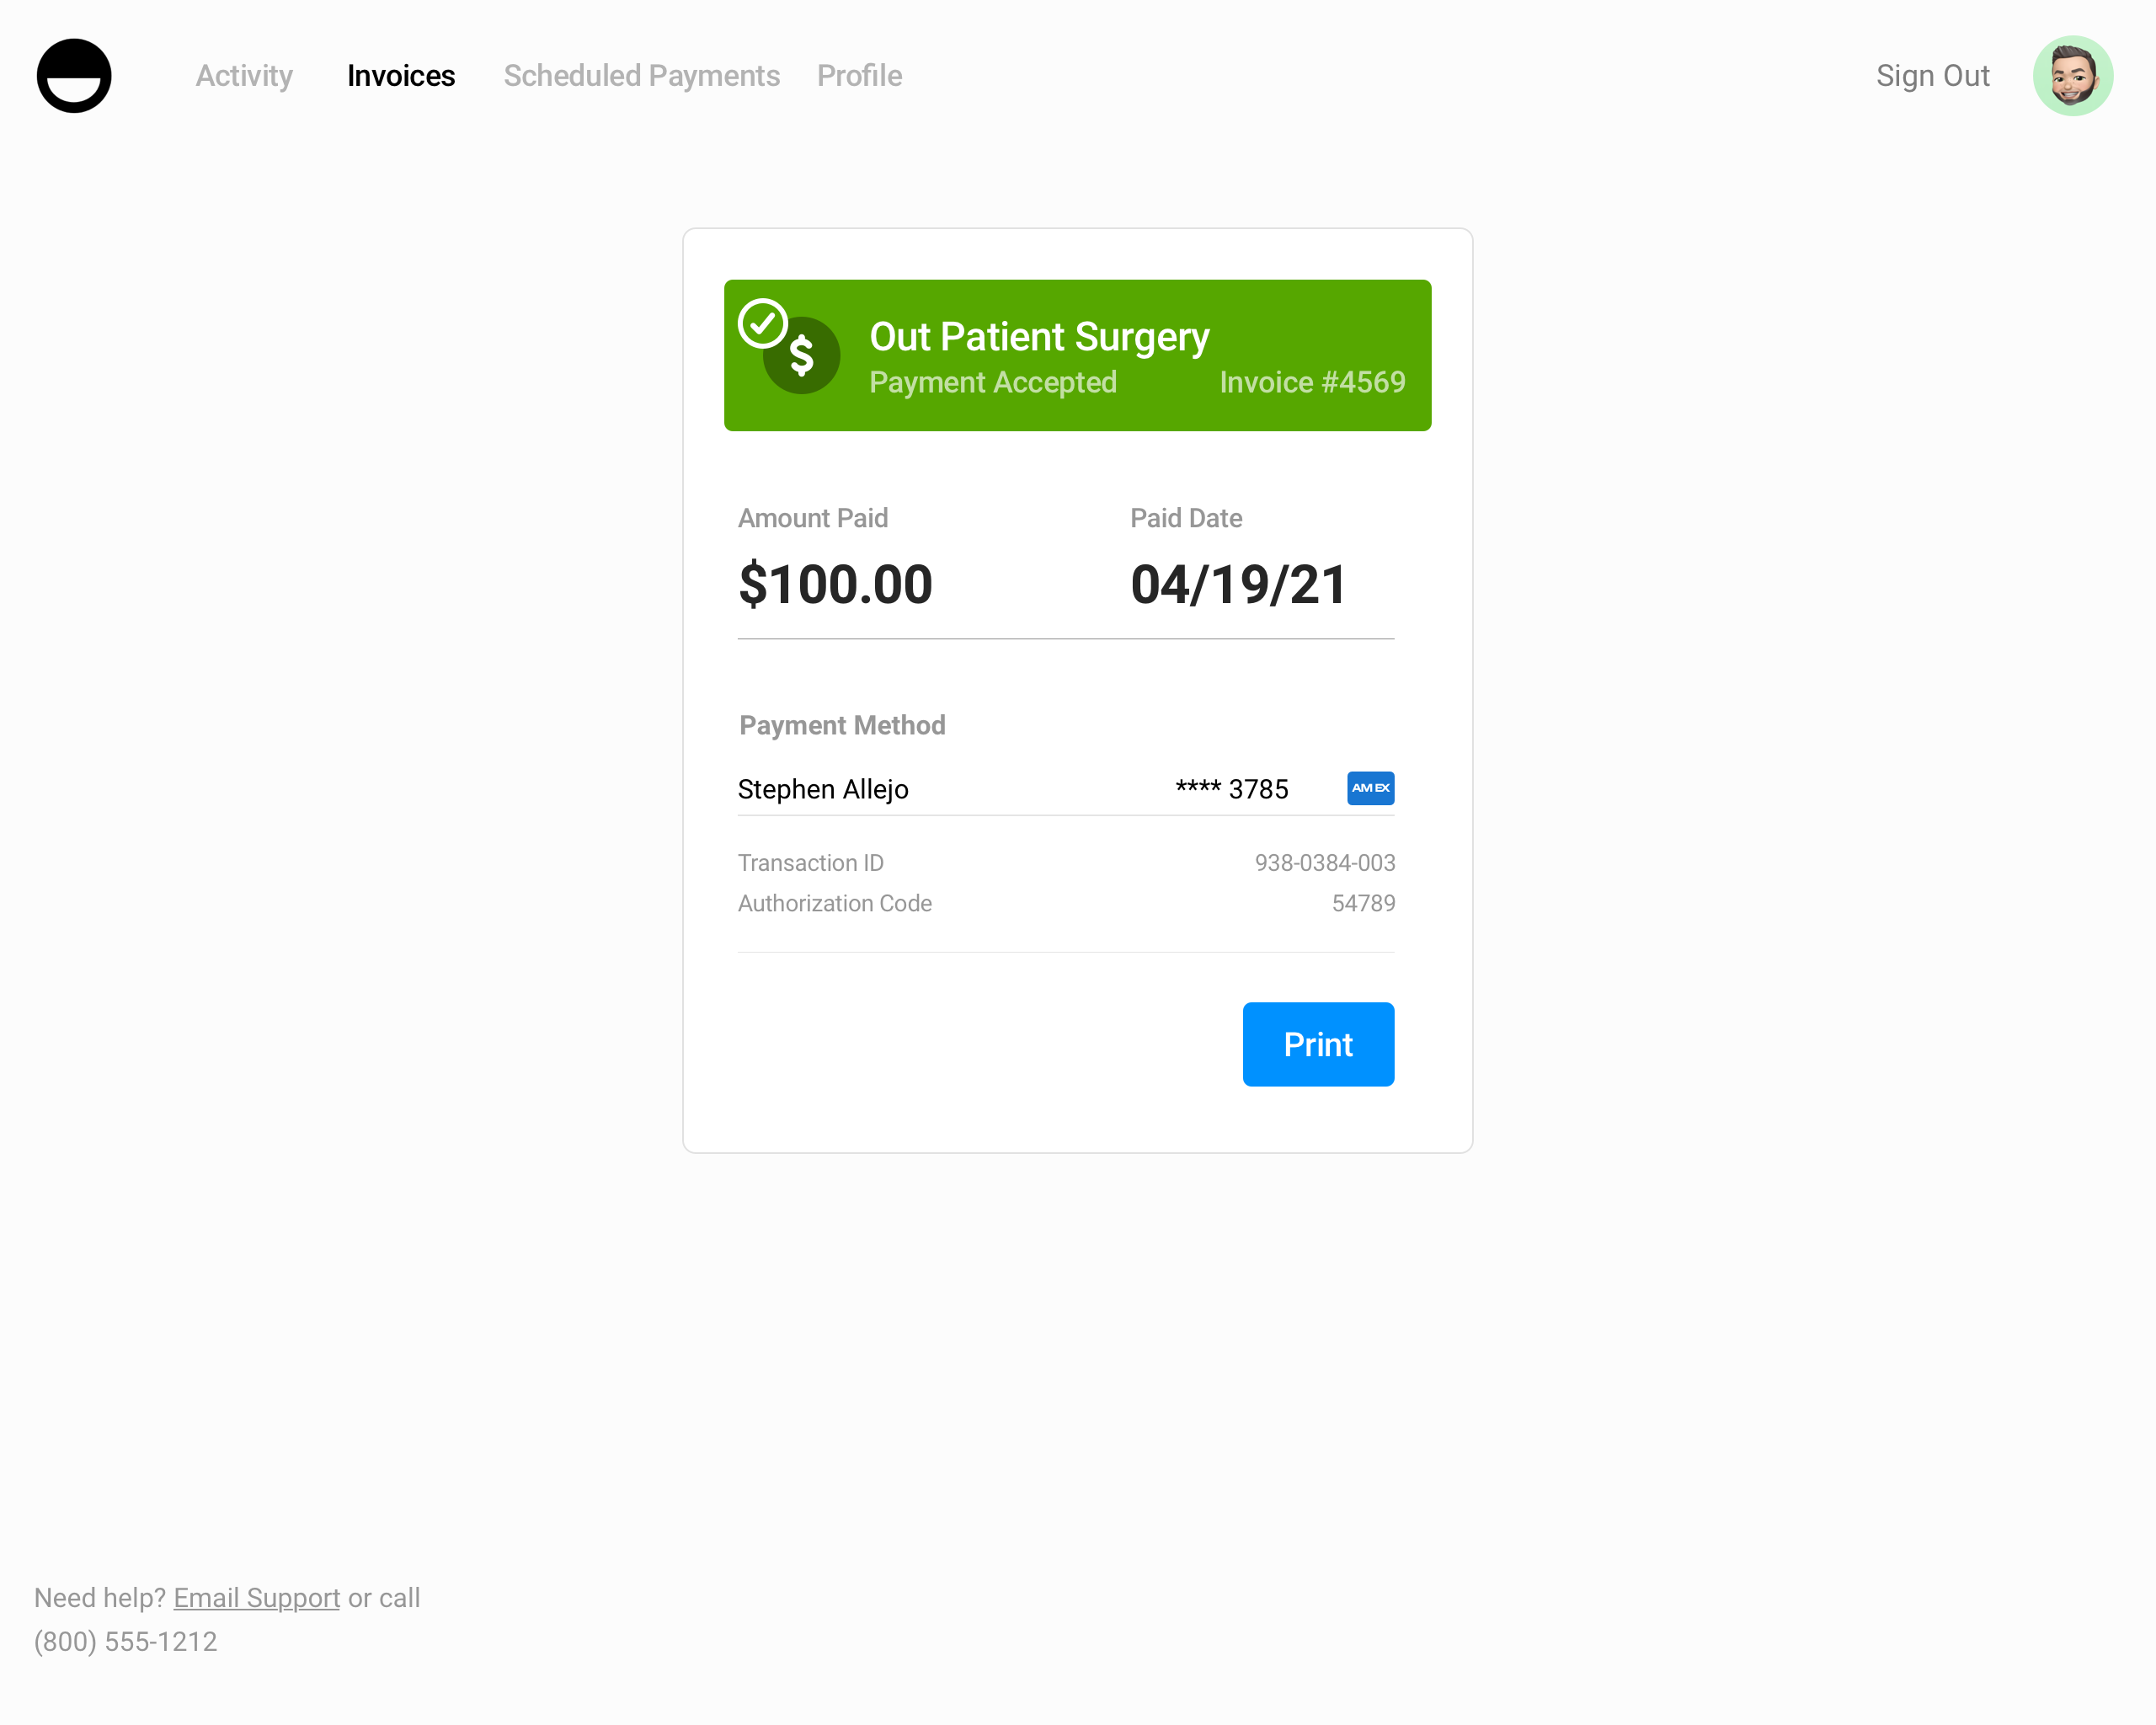 Activity Invoices Scheduled Payments Profile Sign Out
Out Patient Surgery
Payment Accepted Invoice #4569
$
Amount Paid Paid Date
$100.00 04/19/21
Payment Method
Stephen Allejo **** 3785 AM EX
Transaction ID 938-0384-003
Authorization Code 54789
Print
Need help? Email Support or call
(800) 555-1212